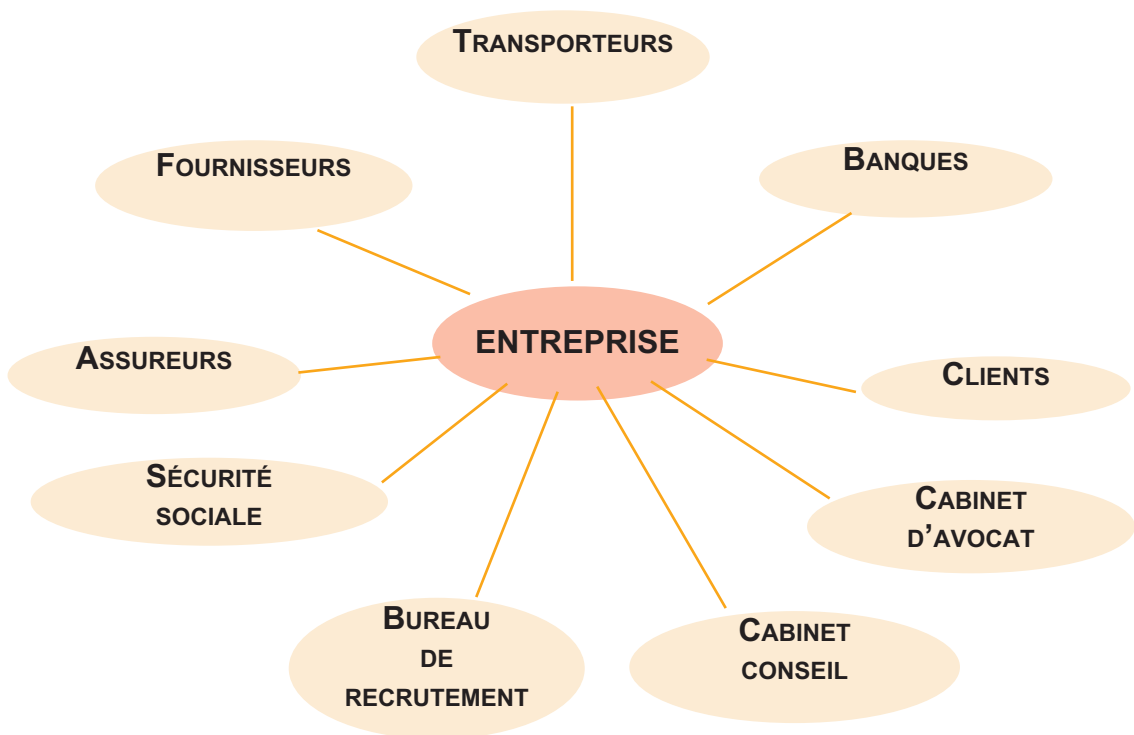 TRANSPORTEURS
FOURNISSEURS
BANQUES
ENTREPRISE
ASSUREURS
CLIENTS
SÉCURITÉ
SOCIALE
CABINET
D'AVOCAT
BUREAU
DE
RECRUTEMENT
CABINET
CONSEIL